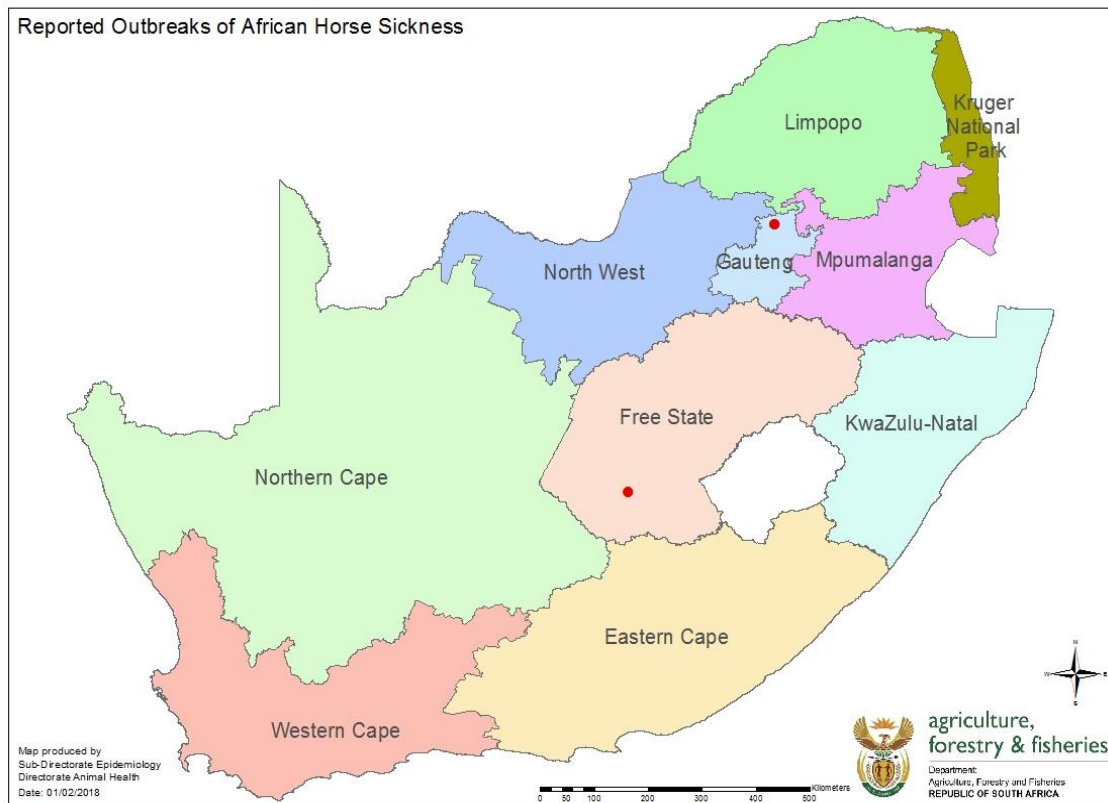 Reported Outbreaks of African Horse Sickness
Limpopo
Kruger
National
Park
North West
Gauteng
Mpumalanga
Free State
KwaZulu-Natal
Northern Cape
Eastern Cape
Western Cape
N
W
E
S
Map produced by
Sub-Directorate Epidemiology
Directorate Animal Health
Date: 01/02/2018
0 50 100 200 300 400 500
Kilometers
agriculture,
forestry & fisheries
Department:
Agriculture, Forestry and Fisheries
REPUBLIC OF SOUTH AFRICA